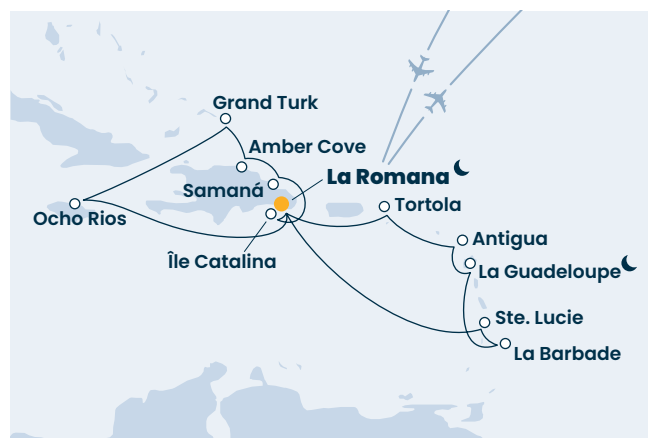 Grand Turk
Amber Cove
La Romana
Samaná
Tortola
Ocho Rios
Antigua
Île Catalina
La Guadeloupe
Ste. Lucie
La Barbade